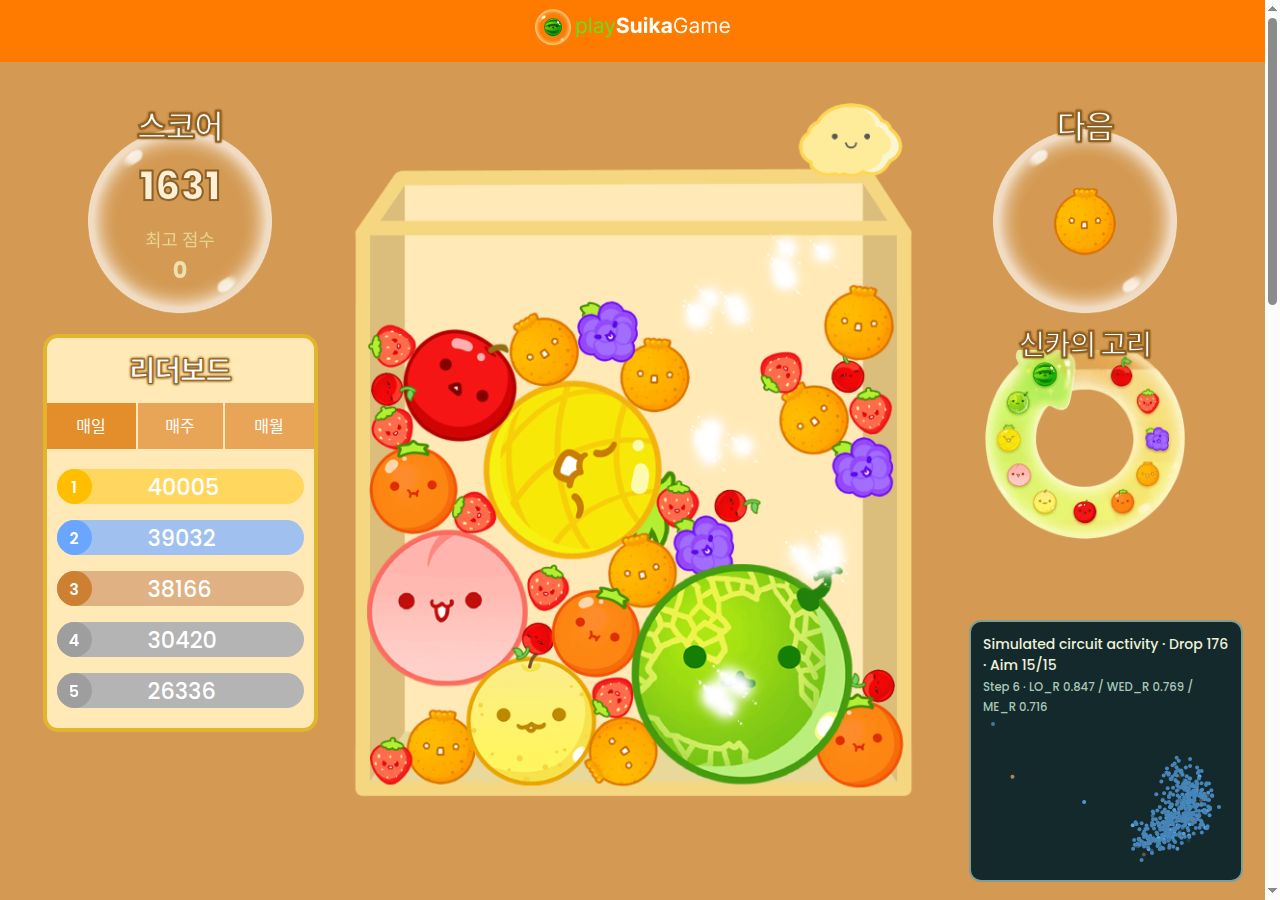 playSuikaGame
스코어
1631
최고 점수
0
다음
리더보드
매일 매주 매월
1 40005
2 39032
3 38166
4 30420
5 26336
신카의 고리
Simulated circuit activity · Drop 176
· Aim 15/15
Step 6 · LO_R 0.847 / WED_R 0.769 /
ME_R 0.716